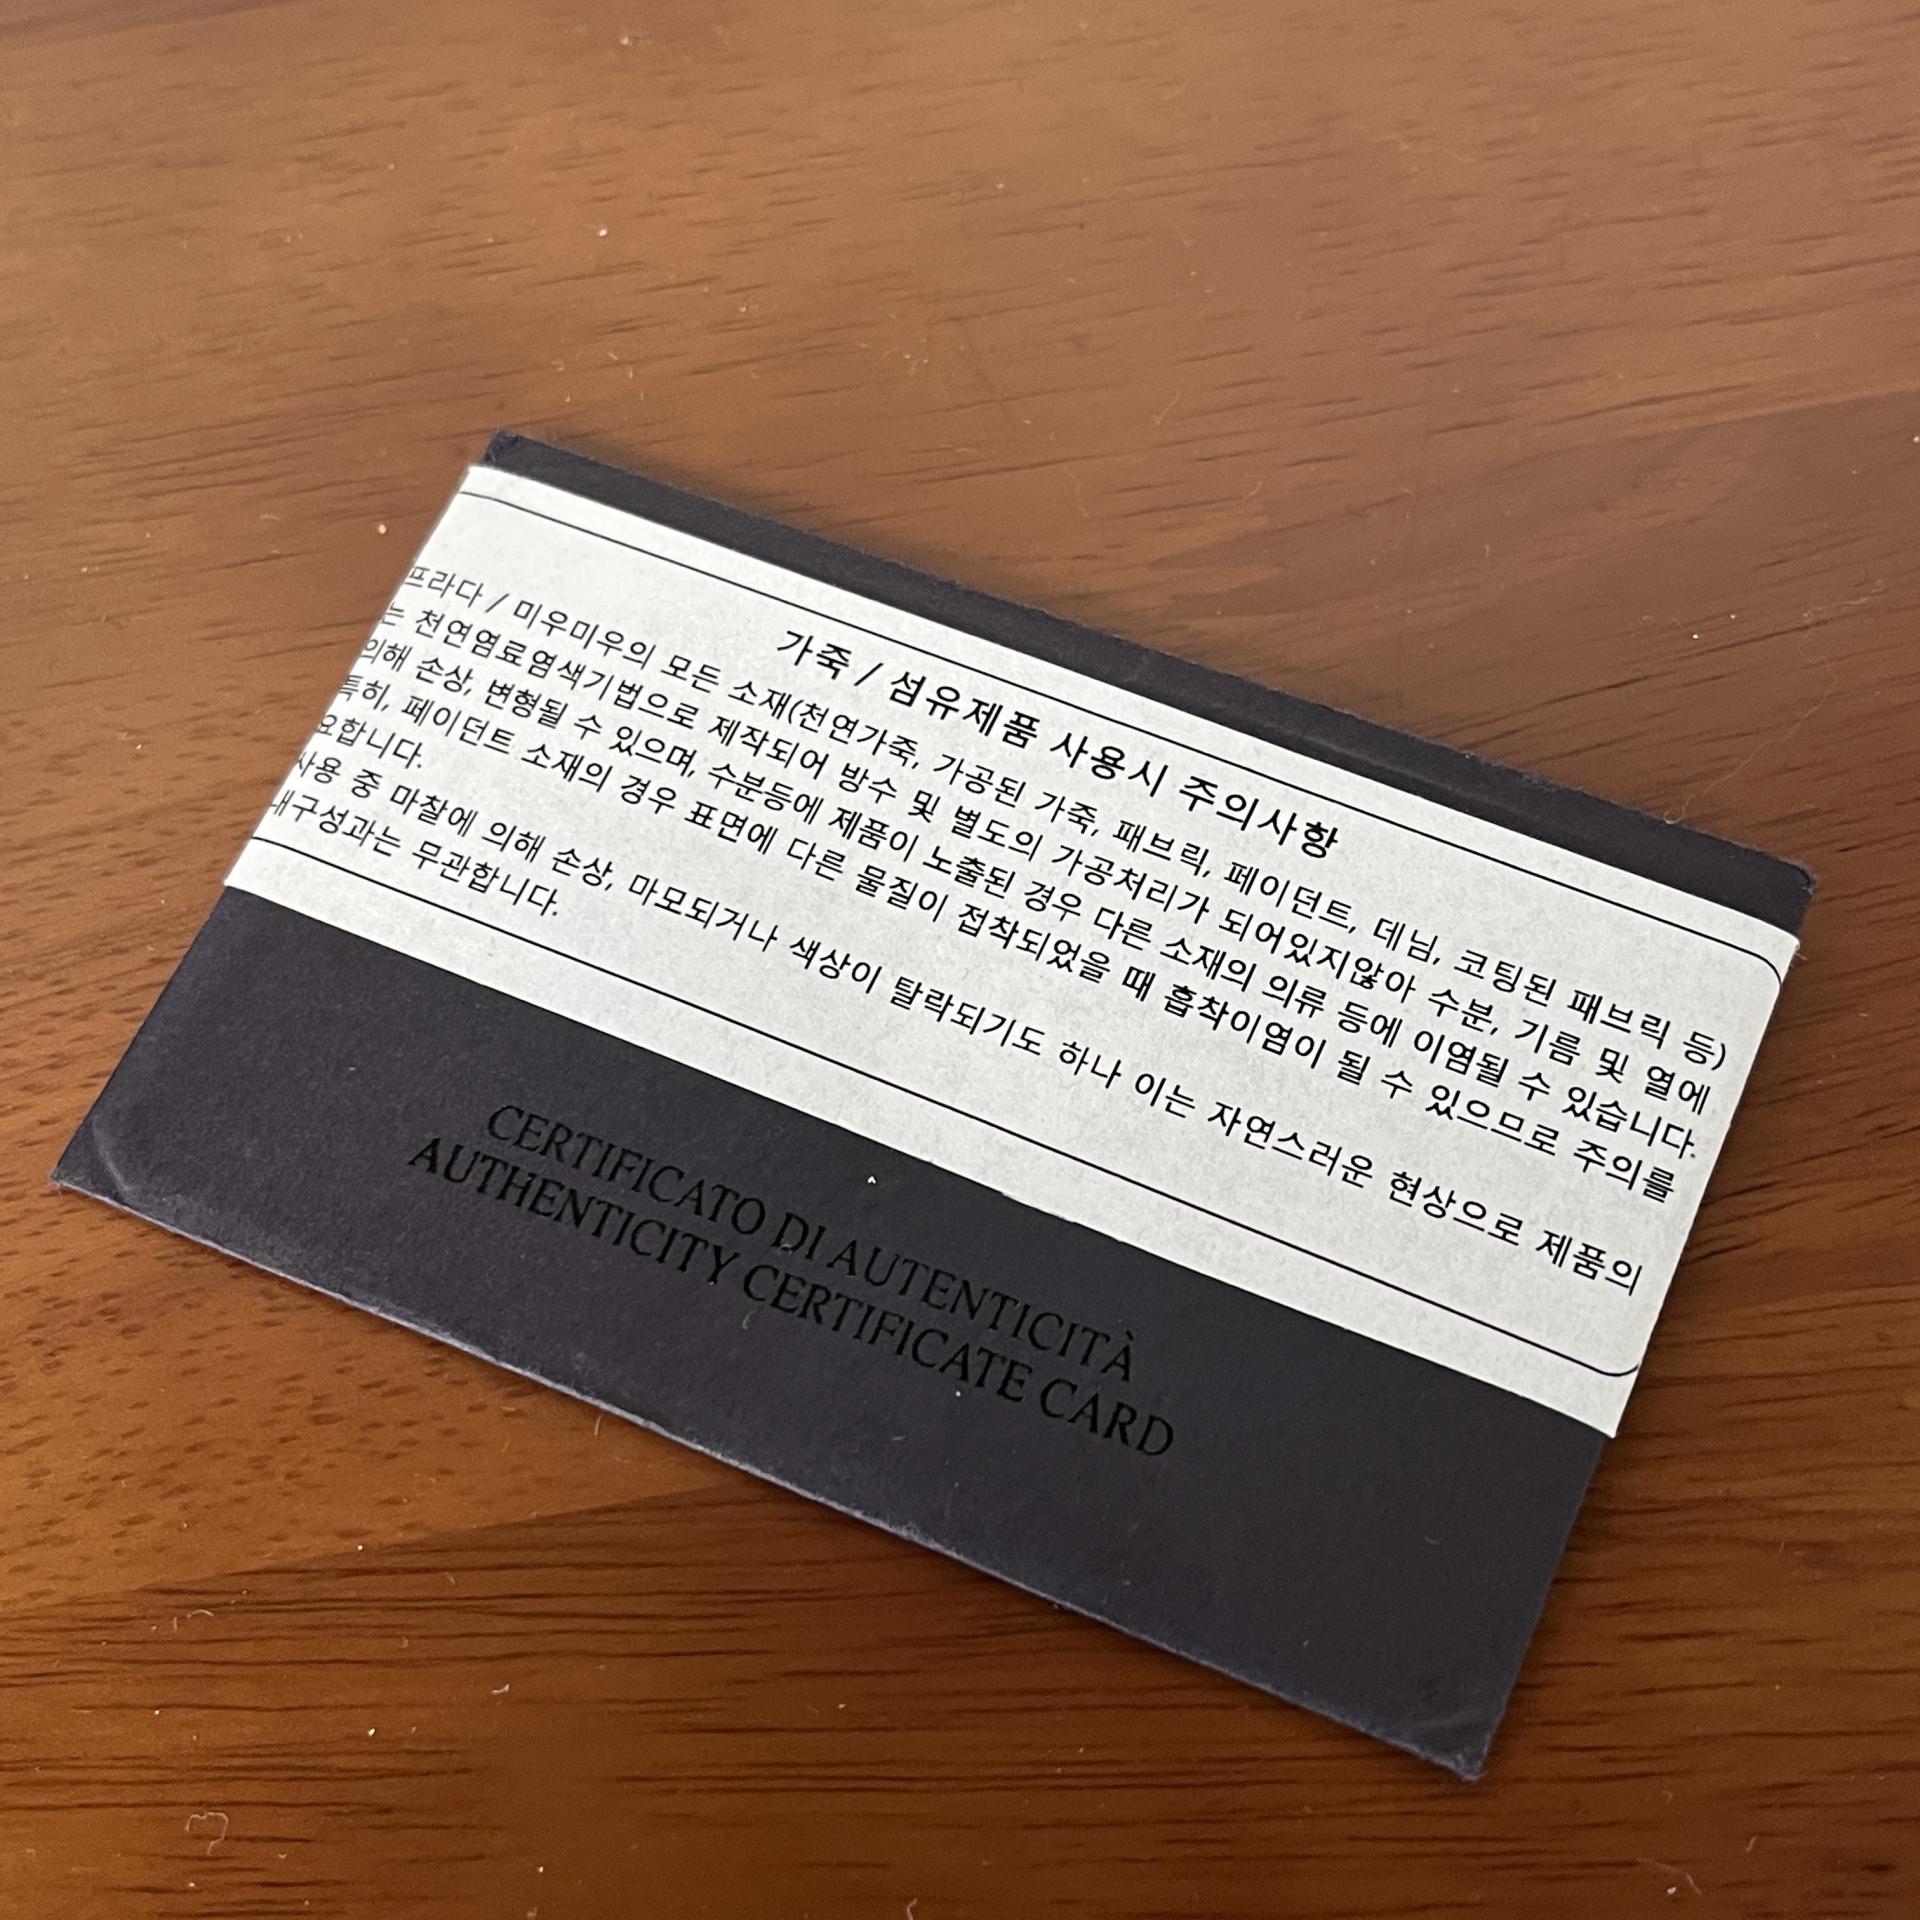 가죽 / 섬유제품 사용시 주의사항
프라다 / 미우미우의 모든 소재(천연가죽, 가공된 가죽, 패브릭, 페이던트, 데님, 코팅된 패브릭 등)
는 천연염료염색기법으로 제작되어 방수 및 별도의 가공처리가 되어있지않아 수분, 기름 및 열에
의해 손상, 변형될 수 있으며, 수분등에 제품이 노출된 경우 다른 소재의 의류 등에 이염될 수 있습니다.
특히, 페이던트 소재의 경우 표면에 다른 물질이 접착되었을 때 흡착이염이 될 수 있으므로 주의를
요합니다.
사용 중 마찰에 의해 손상, 마모되거나 색상이 탈락되기도 하나 이는 자연스러운 현상으로 제품의
내구성과는 무관합니다.
CERTIFICATO DI AUTENTICITÀ
AUTHENTICITY CERTIFICATE CARD